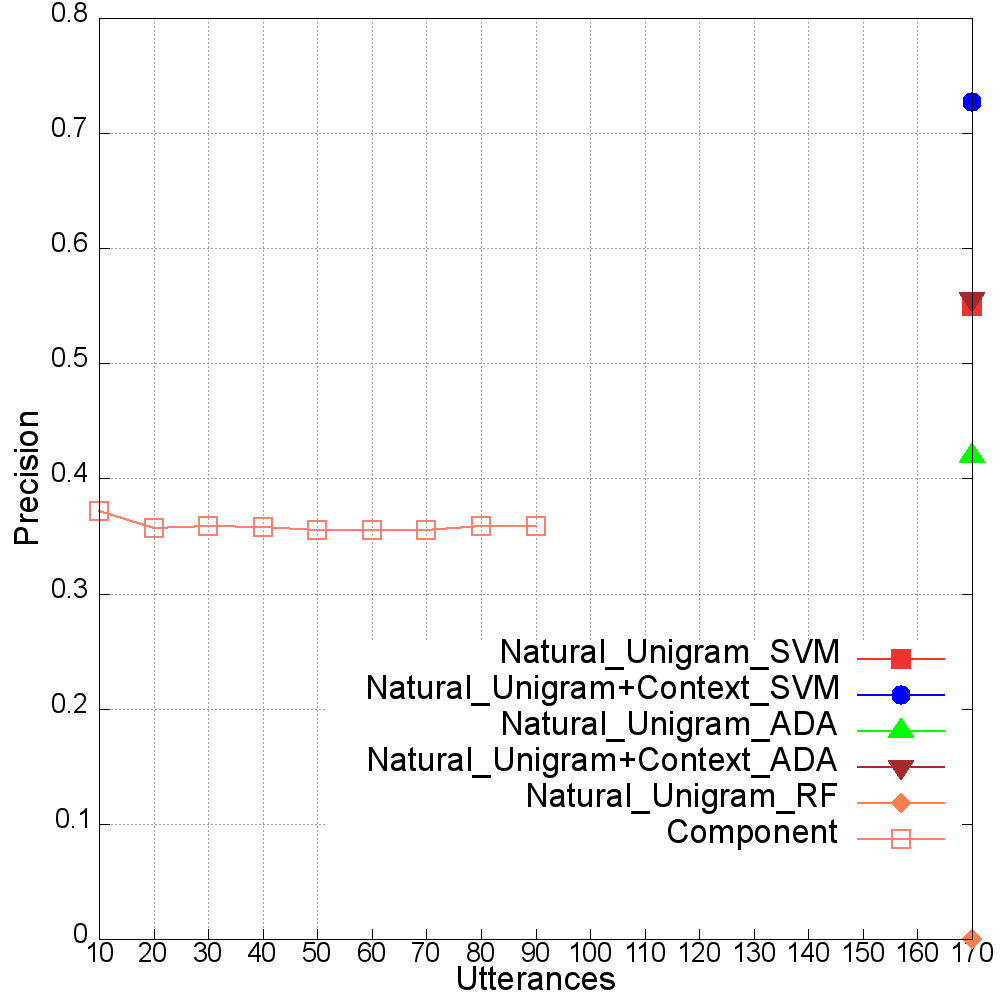 0.8
0.7
0.6
0.5
0.4
0.3
0.2
0.1
0
Precision
Natural_Unigram_SVM
Natural_Unigram+Context_SVM
Natural_Unigram_ADA
Natural_Unigram+Context_ADA
Natural_Unigram_RF
Component
10 20 30 40 50 60 70 80 90 100 110 120 130 140 150 160 170
Utterances